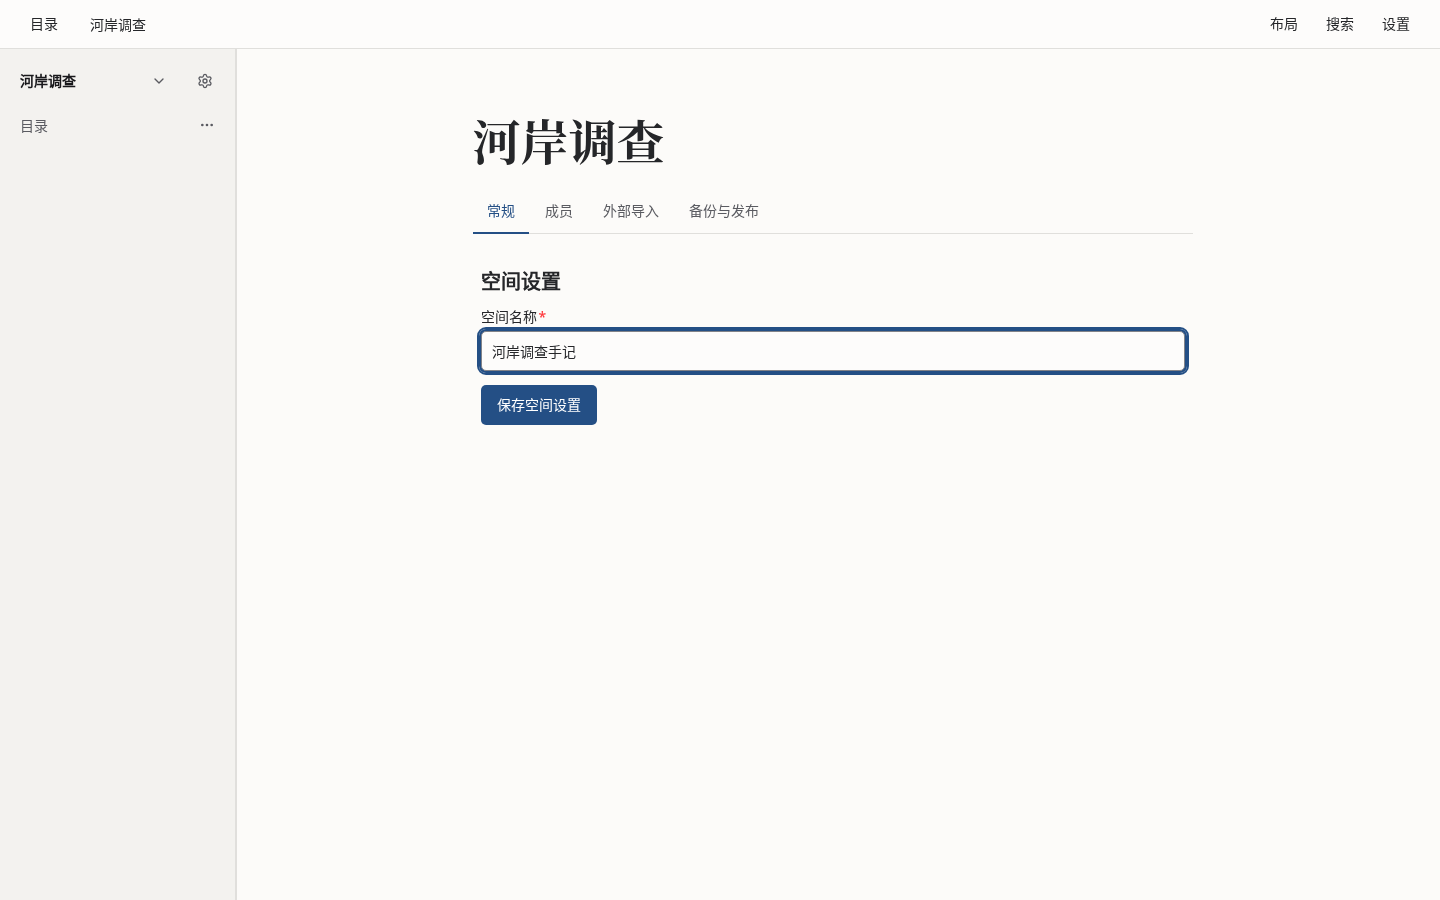 目录 河岸调查 布局 搜索 设置
河岸调查
目录
河岸调查
常规 成员 外部导入 备份与发布
空间设置
空间名称*
河岸调查手记
保存空间设置